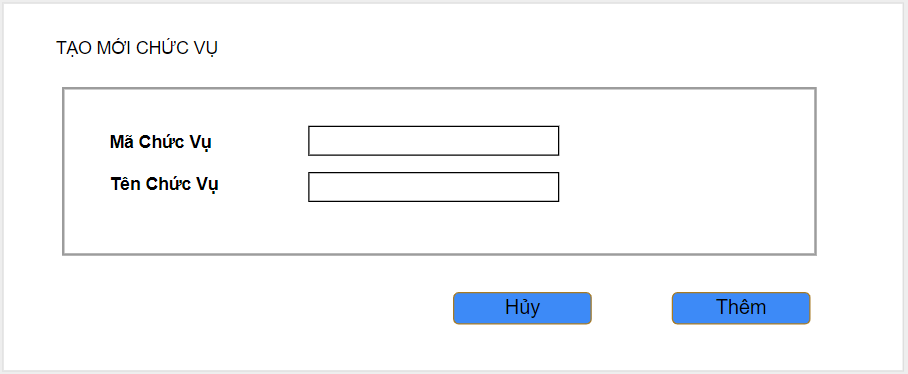 TẠO MỚI CHỨC VỤ
Mã Chức Vụ
Tên Chức Vụ
Hủy Thêm